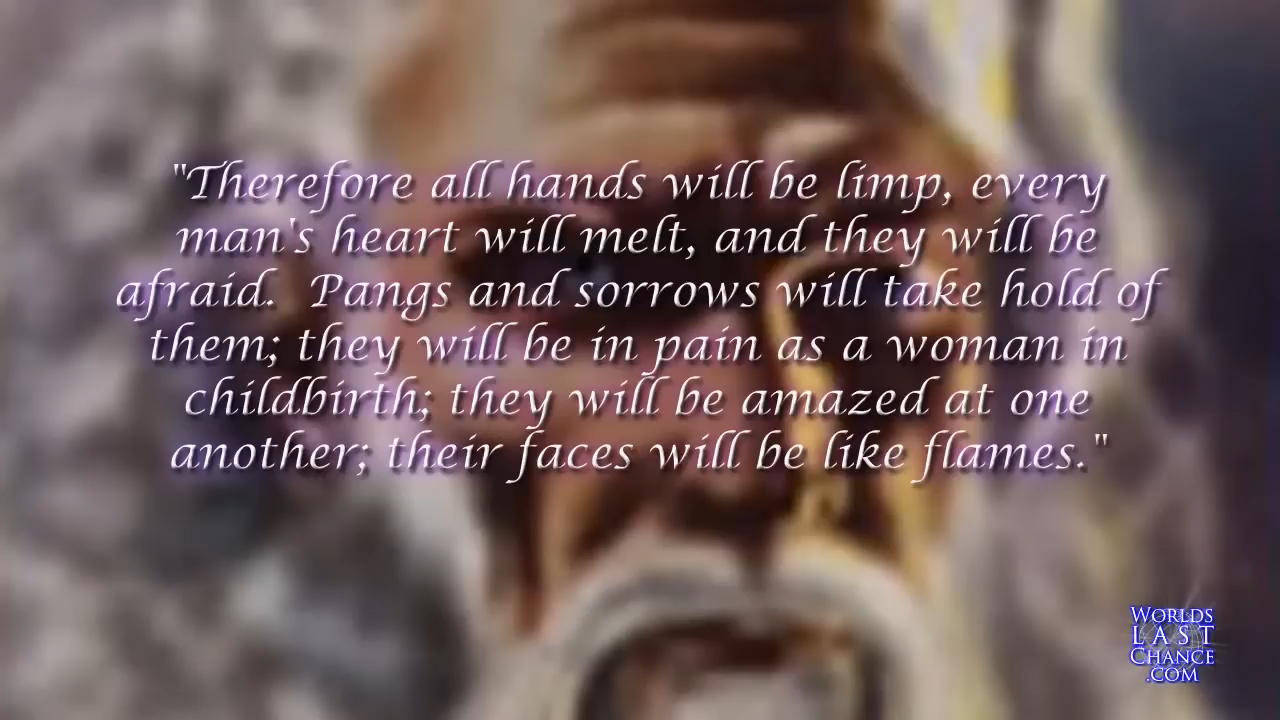 "Therefore all hands will be limp, every
man's heart will melt, and they will be
afraid.  Pangs and sorrows will take hold of
them; they will be in pain as a woman in
childbirth; they will be amazed at one
another; their faces will be like flames."
WORLDS
LAST
CHANCE
.COM